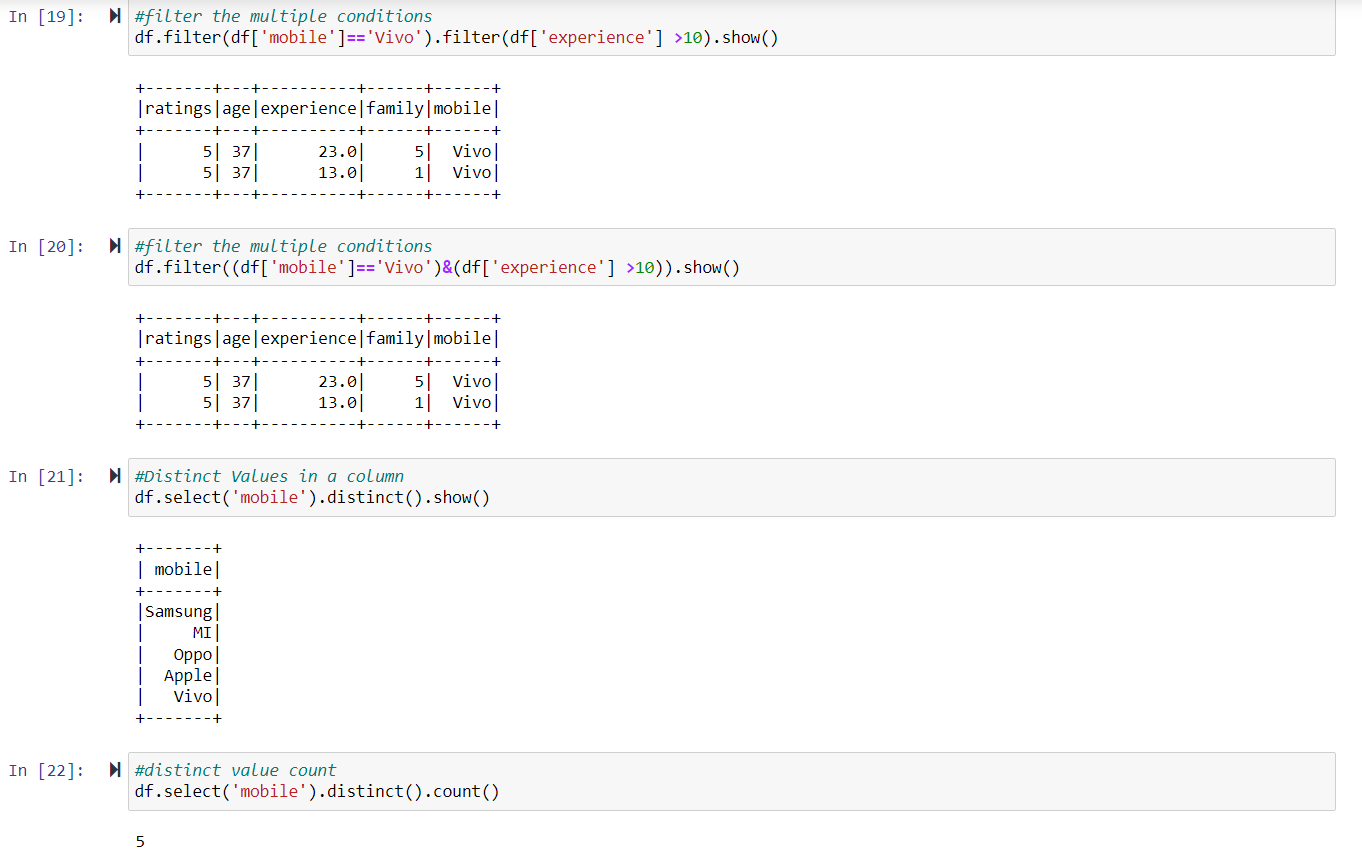 In [19]: #filter the multiple conditions
df.filter(df['mobile']=='Vivo').filter(df['experience'] >10).show()
+-------+---+----------+------+------+
|ratings|age|experience|family|mobile|
+-------+---+----------+------+------+
|      5| 37|      23.0|     5|  Vivo|
|      5| 37|      13.0|     1|  Vivo|
+-------+---+----------+------+------+
In [20]: #filter the multiple conditions
df.filter((df['mobile']=='Vivo')&(df['experience'] >10)).show()
+-------+---+----------+------+------+
|ratings|age|experience|family|mobile|
+-------+---+----------+------+------+
|      5| 37|      23.0|     5|  Vivo|
|      5| 37|      13.0|     1|  Vivo|
+-------+---+----------+------+------+
In [21]: #Distinct Values in a column
df.select('mobile').distinct().show()
+-------+
| mobile|
+-------+
|Samsung|
|     MI|
|   Oppo|
|  Apple|
|   Vivo|
+-------+
In [22]: #distinct value count
df.select('mobile').distinct().count()
5